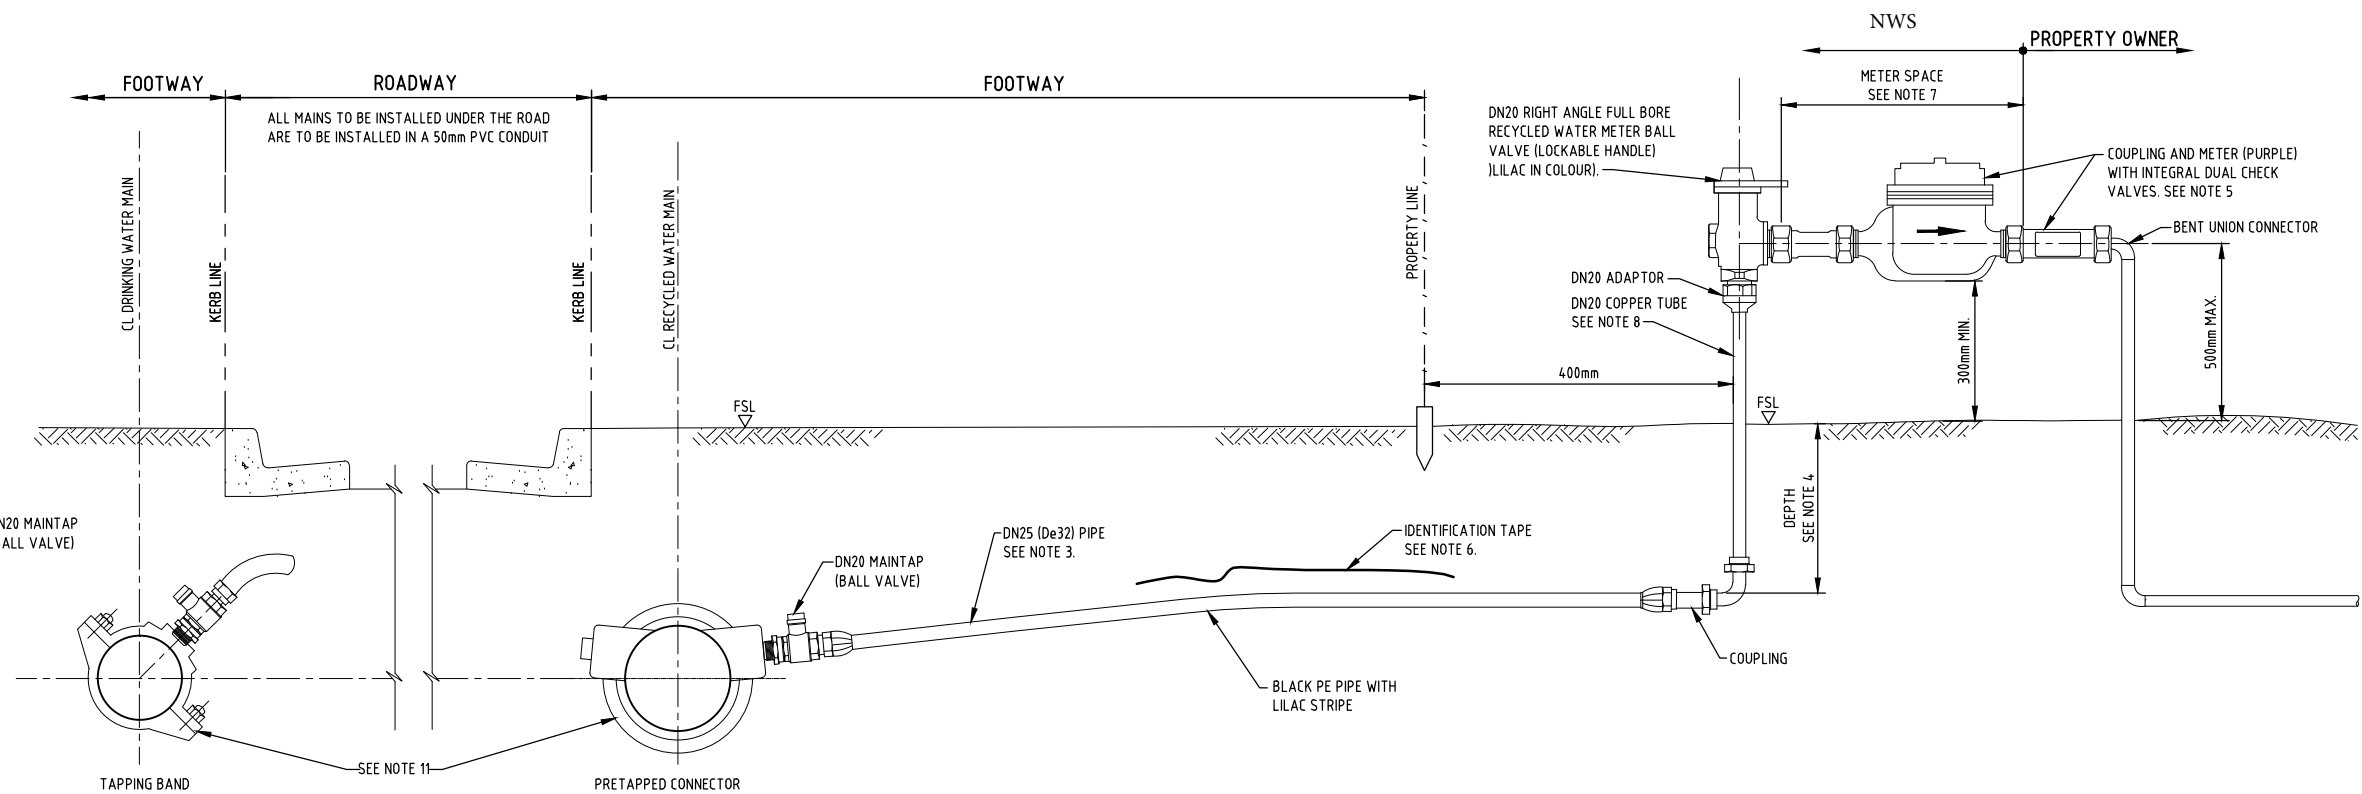 NWS
PROPERTY OWNER
METER SPACE
SEE NOTE 7
FOOTWAY
ROADWAY
FOOTWAY
ALL MAINS TO BE INSTALLED UNDER THE ROAD
ARE TO BE INSTALLED IN A 50mm PVC CONDUIT
DN20 RIGHT ANGLE FULL BORE
RECYCLED WATER METER BALL
VALVE (LOCKABLE HANDLE)
)LILAC IN COLOUR).
COUPLING AND METER (PURPLE)
WITH INTEGRAL DUAL CHECK
VALVES. SEE NOTE 5
BENT UNION CONNECTOR
CL DRINKING WATER MAIN
KERB LINE
KERB LINE
CL RECYCLED WATER MAIN
PROPERTY LINE
DN20 ADAPTOR
DN20 COPPER TUBE
SEE NOTE 8
300mm MIN.
500mm MAX.
400mm
FSL
FSL
DEPTH
SEE NOTE 4
N20 MAINTAP
ALL VALVE)
DN25 (De32) PIPE
SEE NOTE 3.
IDENTIFICATION TAPE
SEE NOTE 6.
DN20 MAINTAP
(BALL VALVE)
COUPLING
BLACK PE PIPE WITH
LILAC STRIPE
SEE NOTE 11
TAPPING BAND
PRETAPPED CONNECTOR